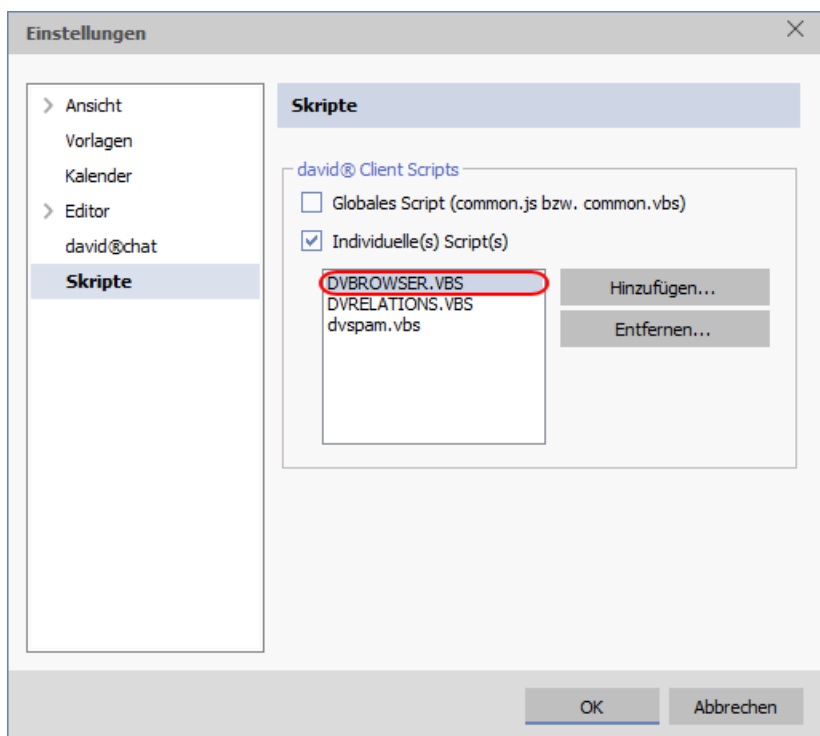 Einstellungen
Ansicht
Vorlagen
Kalender
Editor
david®chat
Skripte
Skripte
david® Client Scripts
Globales Script (common.js bzw. common.vbs)
Individuelle(s) Script(s)
DVBROWSER.VBS
DVRELATIONS.VBS
dvspam.vbs
Hinzufügen...
Entfernen...
OK
Abbrechen